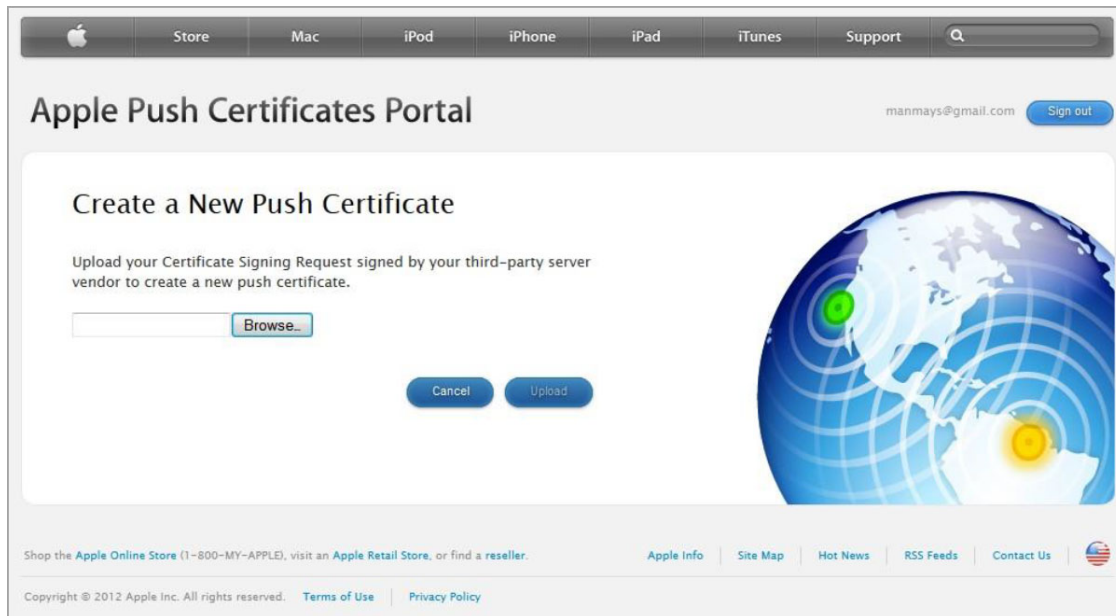 Store Mac iPod iPhone iPad iTunes Support
Apple Push Certificates Portal
manmays@gmail.com Sign out
Create a New Push Certificate
Upload your Certificate Signing Request signed by your third-party server
vendor to create a new push certificate.
Browse…
Cancel Upload
Shop the Apple Online Store (1-800-MY-APPLE), visit an Apple Retail Store, or find a reseller.
Apple Info Site Map Hot News RSS Feeds Contact Us
Copyright © 2012 Apple Inc. All rights reserved. Terms of Use Privacy Policy